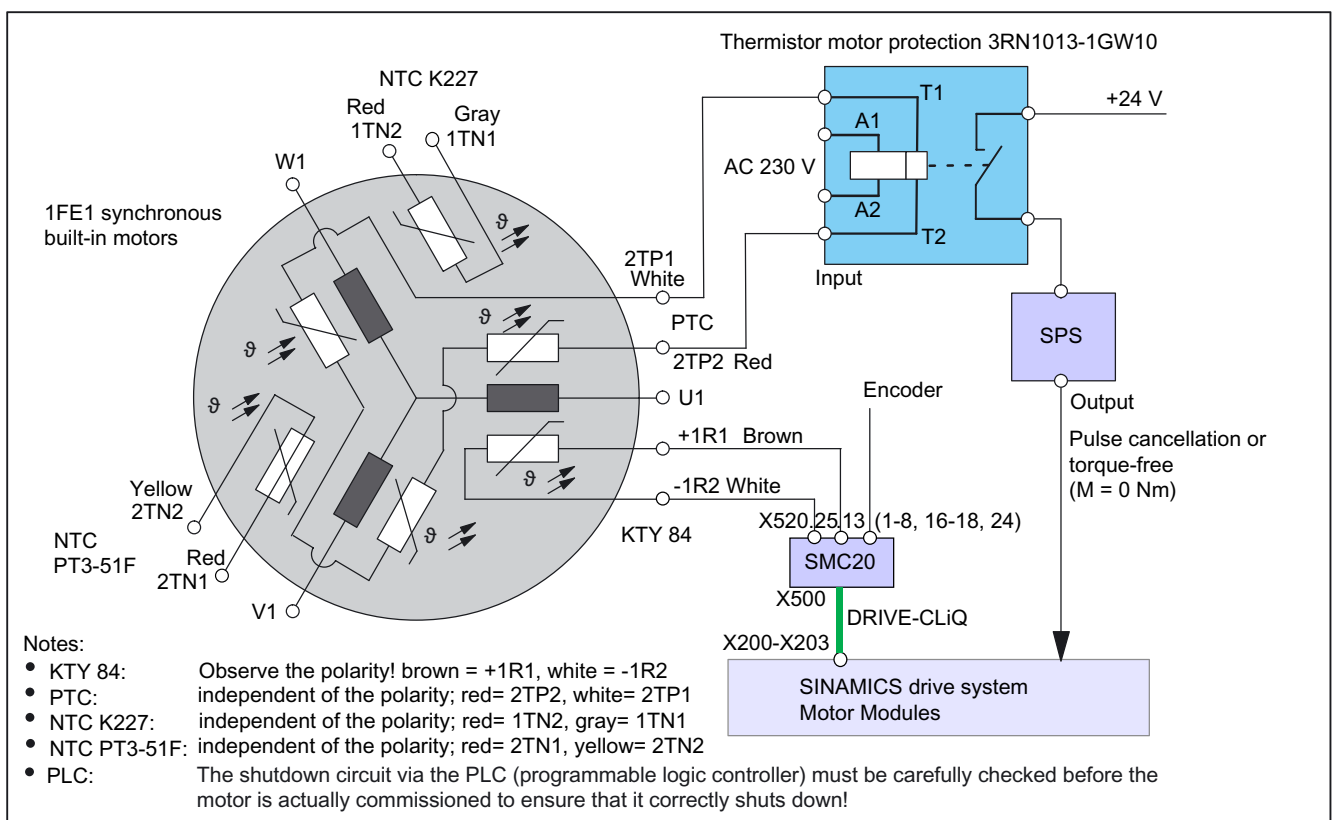 Thermistor motor protection 3RN1013-1GW10
NTC K227
Red
1TN2
Gray
1TN1
W1
1FE1 synchronous
built-in motors
T1
+24 V
A1
AC 230 V
A2
T2
Input
2TP1
White
PTC
2TP2 Red
SPS
ϑ
ϑ
ϑ
ϑ
ϑ
ϑ
U1
Encoder
Output
Pulse cancellation or
torque-free
(M = 0 Nm)
+1R1 Brown
-1R2 White
KTY 84
X520.25,13 (1-8, 16-18, 24)
SMC20
X500
DRIVE-CLiQ
X200-X203
SINAMICS drive system
Motor Modules
Yellow
2TN2
NTC
PT3-51F
Red
2TN1
V1
Notes:
• KTY 84: Observe the polarity! brown = +1R1, white = -1R2
• PTC: independent of the polarity; red= 2TP2, white= 2TP1
• NTC K227: independent of the polarity; red= 1TN2, gray= 1TN1
• NTC PT3-51F: independent of the polarity; red= 2TN1, yellow= 2TN2
• PLC: The shutdown circuit via the PLC (programmable logic controller) must be carefully checked before the
motor is actually commissioned to ensure that it correctly shuts down!